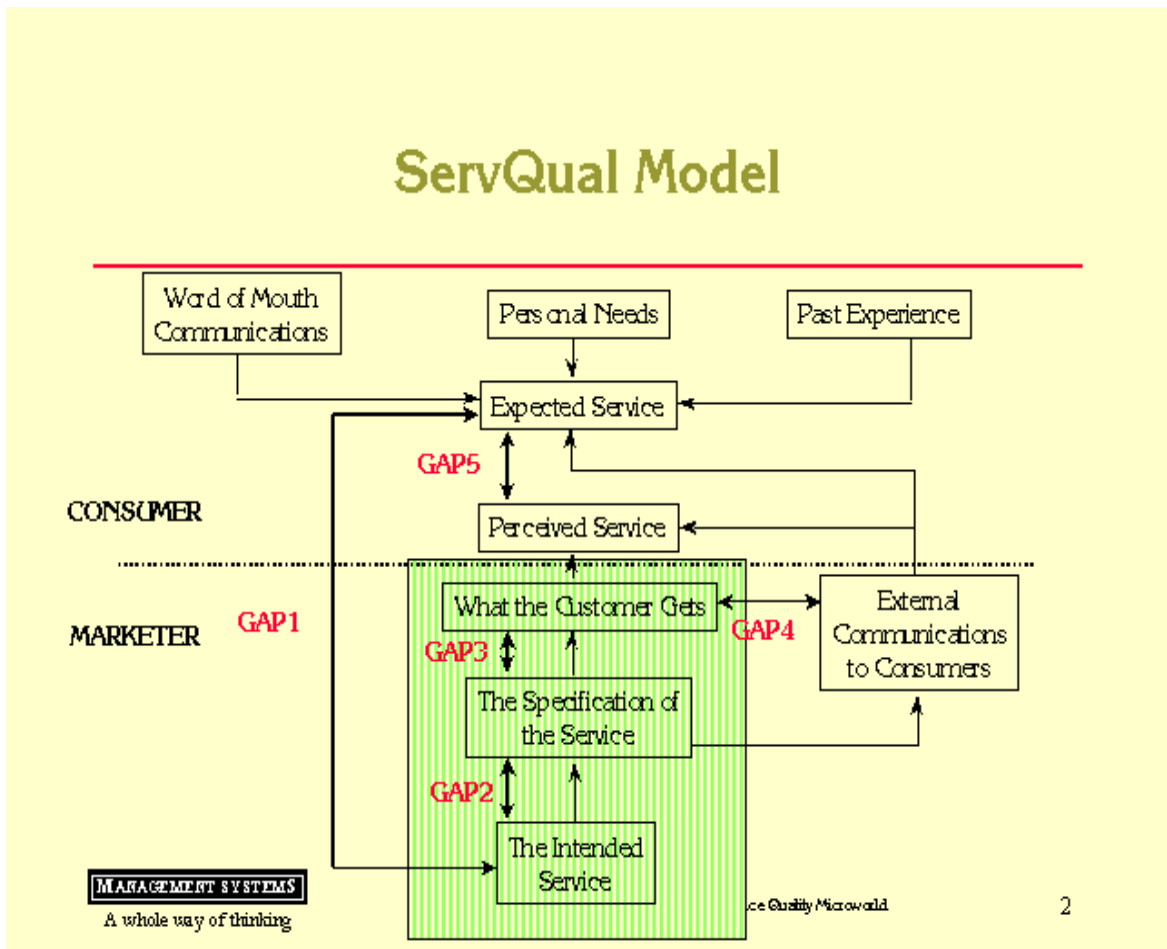 ServQual Model
Word of Mouth
Communications
Personal Needs
Past Experience
Expected Service
GAP5
CONSUMER
Perceived Service
What the Customer Gets
External
Communications
to Consumers
GAP1
MARKETER
GAP4
GAP3
The Specification of
the Service
GAP2
The Intended
Service
MANAGEMENT SYSTEMS
A whole way of thinking
ce Quality Microworld
2